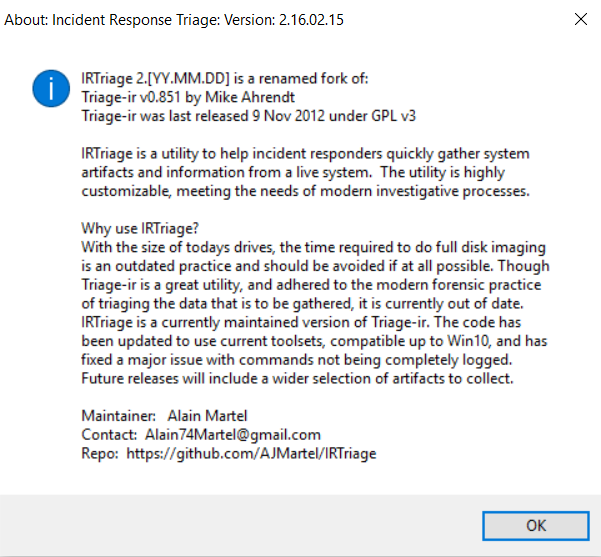 About: Incident Response Triage: Version: 2.16.02.15
IRTriage 2.[YY.MM.DD] is a renamed fork of:
Triage-ir v0.851 by Mike Ahrendt
Triage-ir was last released 9 Nov 2012 under GPL v3
IRTriage is a utility to help incident responders quickly gather system
artifacts and information from a live system.  The utility is highly
customizable, meeting the needs of modern investigative processes.
Why use IRTriage?
With the size of todays drives, the time required to do full disk imaging
is an outdated practice and should be avoided if at all possible. Though
Triage-ir is a great utility, and adhered to the modern forensic practice
of triaging the data that is to be gathered, it is currently out of date.
IRTriage is a currently maintained version of Triage-ir. The code has
been updated to use current toolsets, compatible up to Win10, and has
fixed a major issue with commands not being completely logged.
Future releases will include a wider selection of artifacts to collect.
Maintainer:   Alain Martel
Contact:  Alain74Martel@gmail.com
Repo:  https://github.com/AJMartel/IRTriage
OK